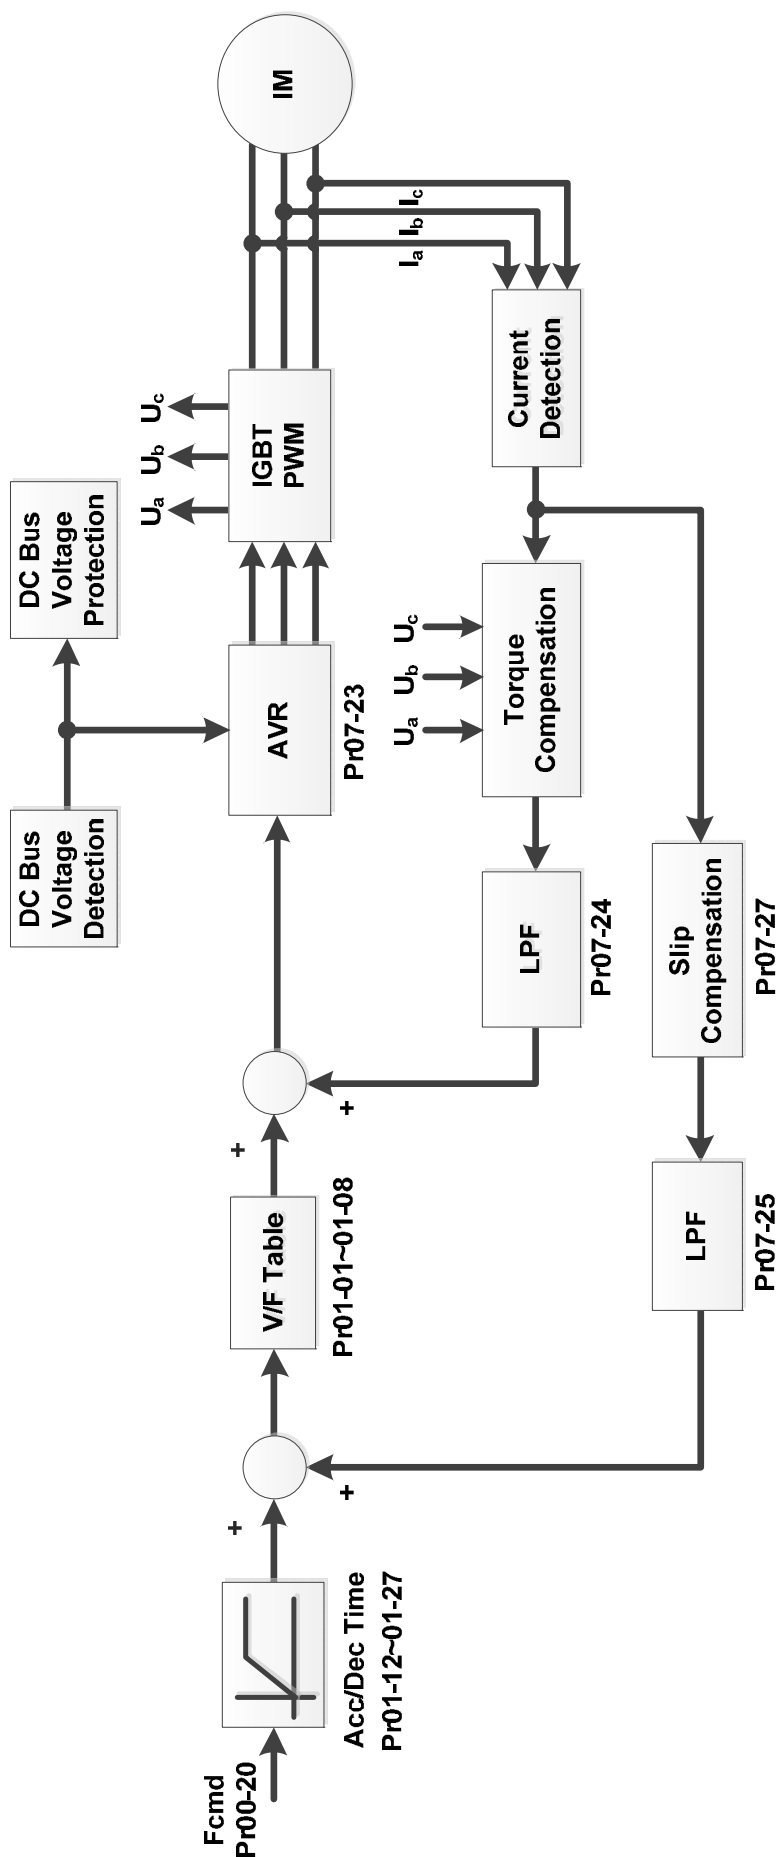 DC Bus
Voltage
Detection
DC Bus
Voltage
Protection
Fcmd
Pr00-20
Acc/Dec Time
Pr01-12~01-27
+
+
V/F Table
Pr01-01~01-08
+
+
AVR
Pr07-23
IGBT
PWM
Ua
Ub
Uc
IM
Ia
Ib
Ic
LPF
Pr07-24
Torque
Compensation
Ua
Ub
Uc
Current
Detection
LPF
Pr07-25
Slip
Compensation
Pr07-27